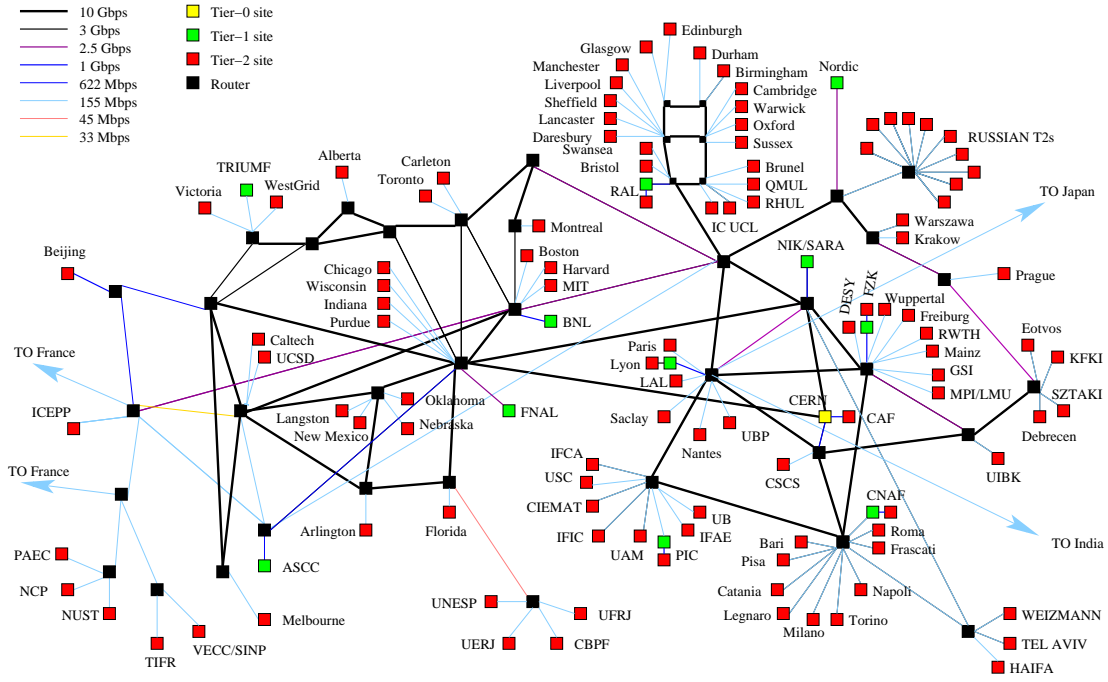 10 Gbps
3 Gbps
2.5 Gbps
1 Gbps
622 Mbps
155 Mbps
45 Mbps
33 Mbps
Tier-0 site
Tier-1 site
Tier-2 site
Router
Edinburgh
Glasgow
Durham
Manchester
Birmingham
Liverpool
Cambridge
Sheffield
Warwick
Lancaster
Oxford
Daresbury
Sussex
Swansea
Bristol
Brunel
RAL
QMUL
RHUL
IC UCL
Nordic
RUSSIAN T2s
TO Japan
Warszawa
Krakow
Prague
Alberta
Carleton
TRIUMF
Toronto
Victoria
WestGrid
Montreal
Boston
Harvard
MIT
BNL
Chicago
Wisconsin
Indiana
Purdue
Beijing
NIK/SARA
DESY
FZK
Wuppertal
Freiburg
RWTH
Mainz
GSI
MPI/LMU
Eotvos
KFKI
SZTAKI
Debrecen
UIBK
Caltech
UCSD
TO France
ICEPP
TO France
Paris
Lyon
LAL
Saclay
Nantes
UBP
CERN
CAF
CSCS
Oklahoma
Langston
New Mexico
Nebraska
FNAL
Arlington
Florida
IFCA
USC
CIEMAT
IFIC
UAM
PIC
IFAE
UB
CNAF
Roma
Frascati
Bari
Pisa
Catania
Napoli
Legnaro
Milano
Torino
TO India
PAEC
NCP
NUST
TIFR
VECC/SINP
ASCC
Melbourne
UNESP
UFRJ
UERJ
CBPF
WEIZMANN
TEL AVIV
HAIFA